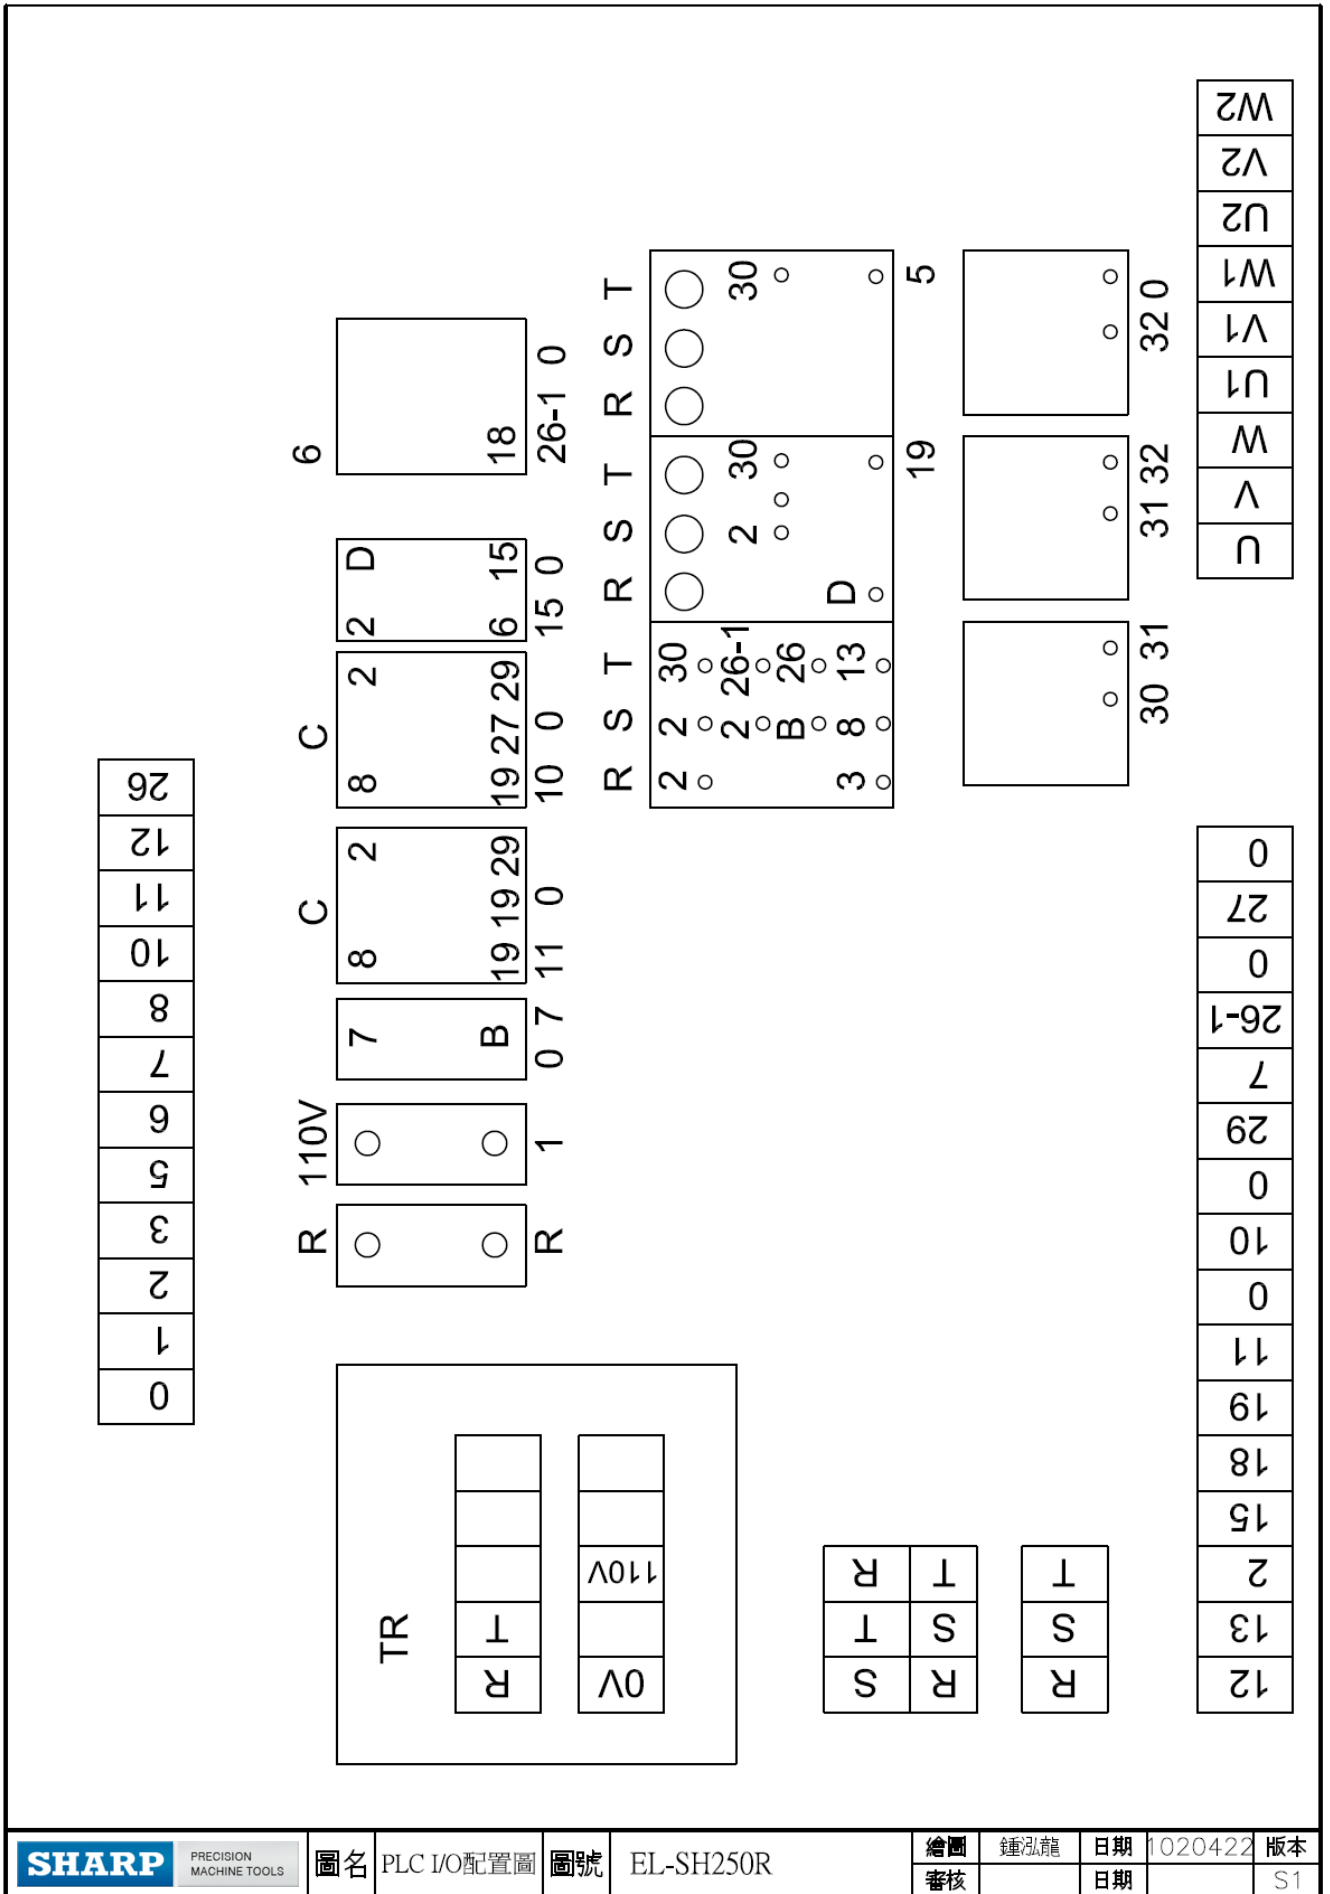 W2
V2
U2
W1
V1
U1
W
V
U
26
12
11
10
8
7
6
5
3
2
1
0
6
18
26-1 0
2 D
6 15
15 0
C
8 2
19 27 29
10 0
C
8 2
19 19 29
11 0
7
B
0 7
110V
1
R
R
R S T
30
5
R S T
2 30
D
19
R S T
2 2 30
2 26-1
B 26
3 8 13
32 0
31 32
30 31
0
27
0
26-1
7
29
0
10
0
11
19
18
15
2
13
12
TR
T
R
110V
0V
R T
T S
S R
T
S
R
SHARP
PRECISION
MACHINE TOOLS
圖名 PLC I/O配置圖 圖號 EL-SH250R
繪圖 鍾泓龍 日期 1020422 版本
審核 日期 S1